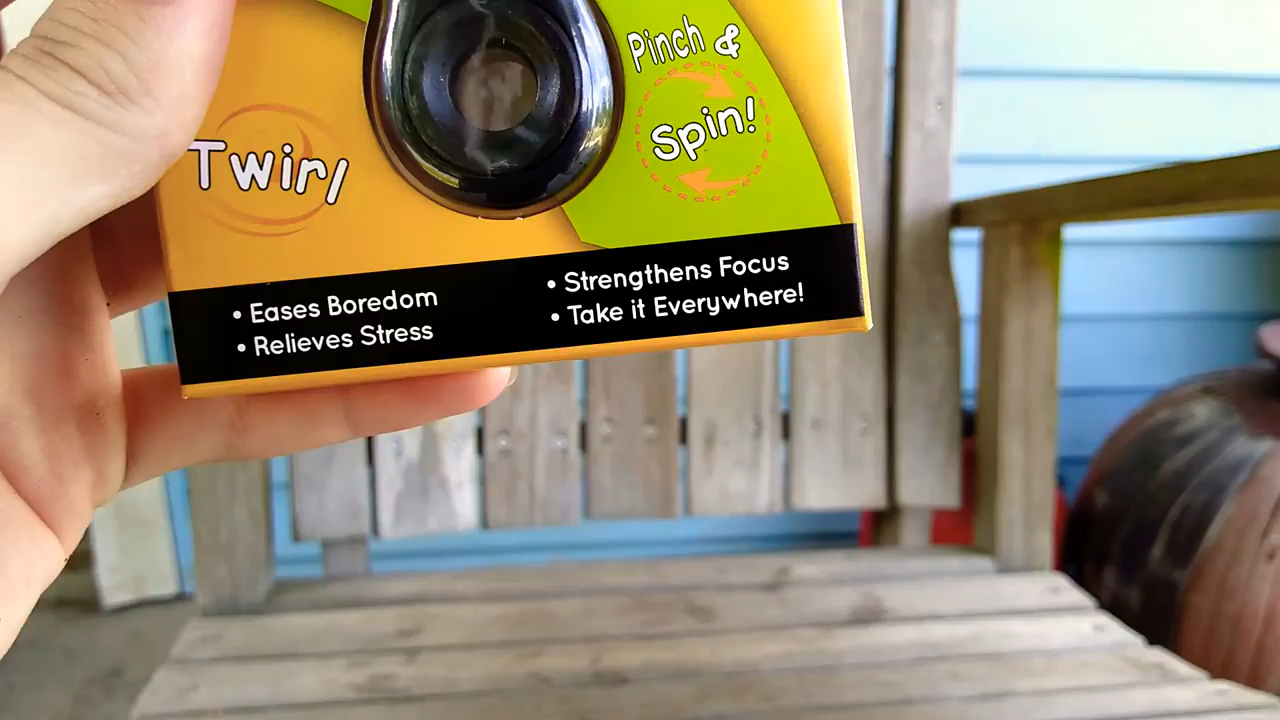 Pinch &
Spin!
Twirl
• Eases Boredom
• Relieves Stress
• Strengthens Focus
• Take it Everywhere!